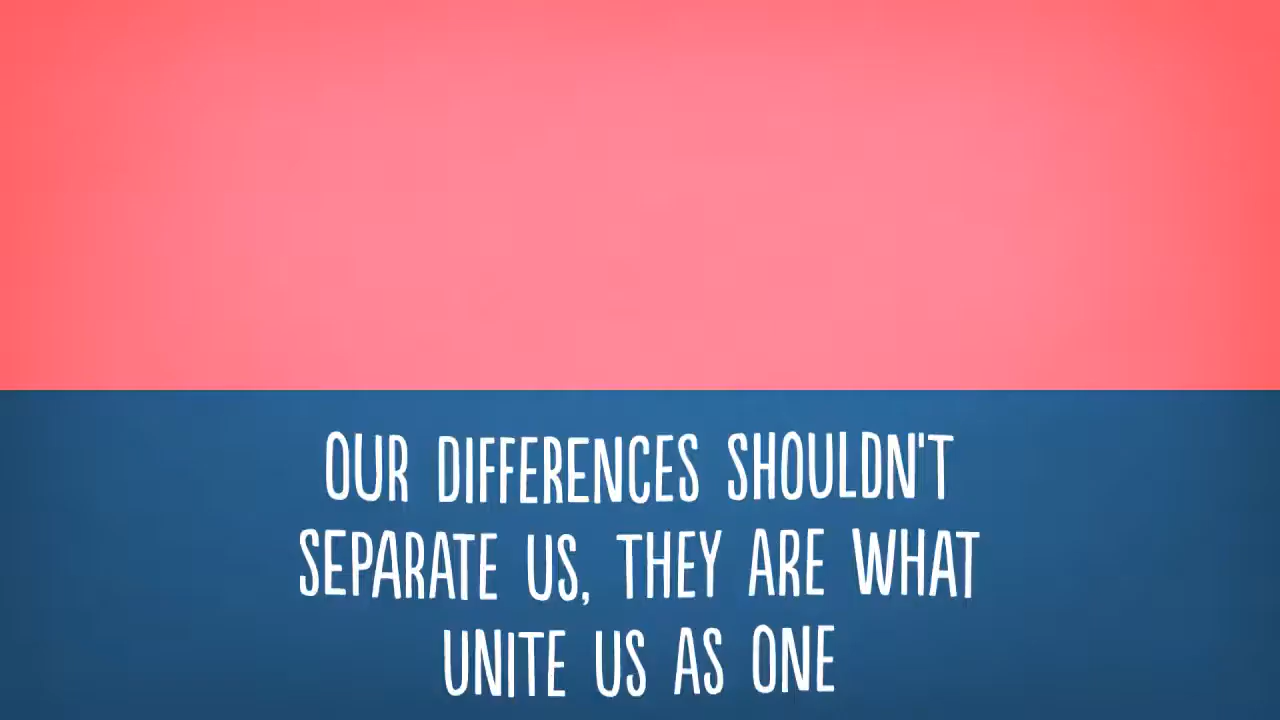 OUR DIFFERENCES SHOULDN'T
SEPARATE US, THEY ARE WHAT
UNITE US AS ONE